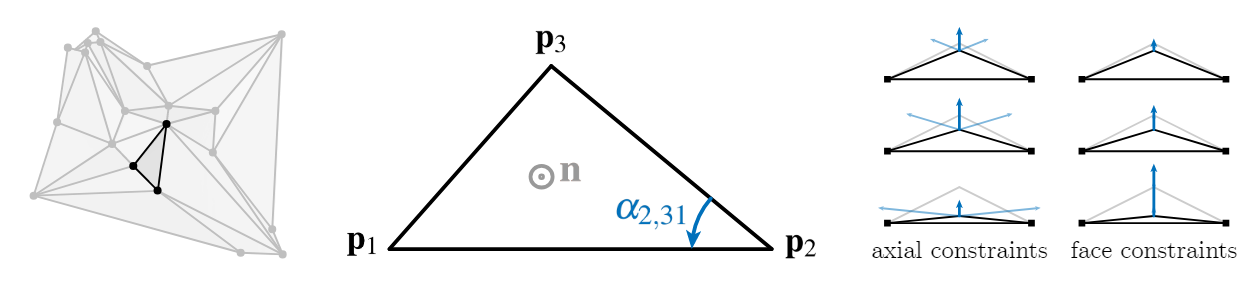 p₃
n
α₂,₃₁
p₁
p₂
axial constraints
face constraints